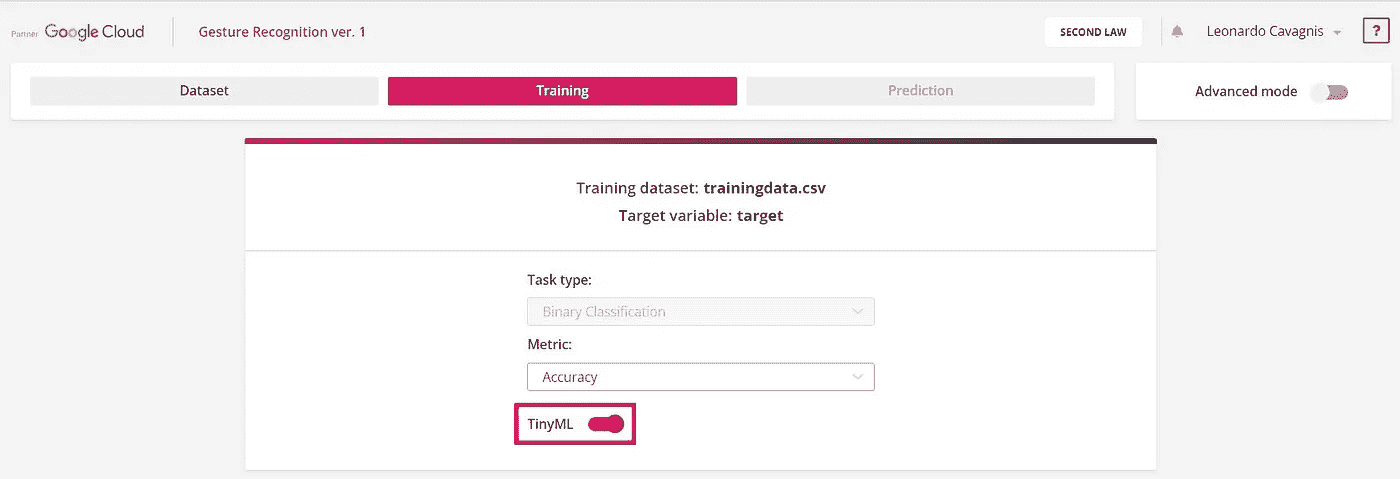 Partner Google Cloud
Gesture Recognition ver. 1
SECOND LAW
Leonardo Cavagnis
?
Dataset
Training
Prediction
Advanced mode
Training dataset: trainingdata.csv
Target variable: target
Task type:
Binary Classification
Metric:
Accuracy
TinyML